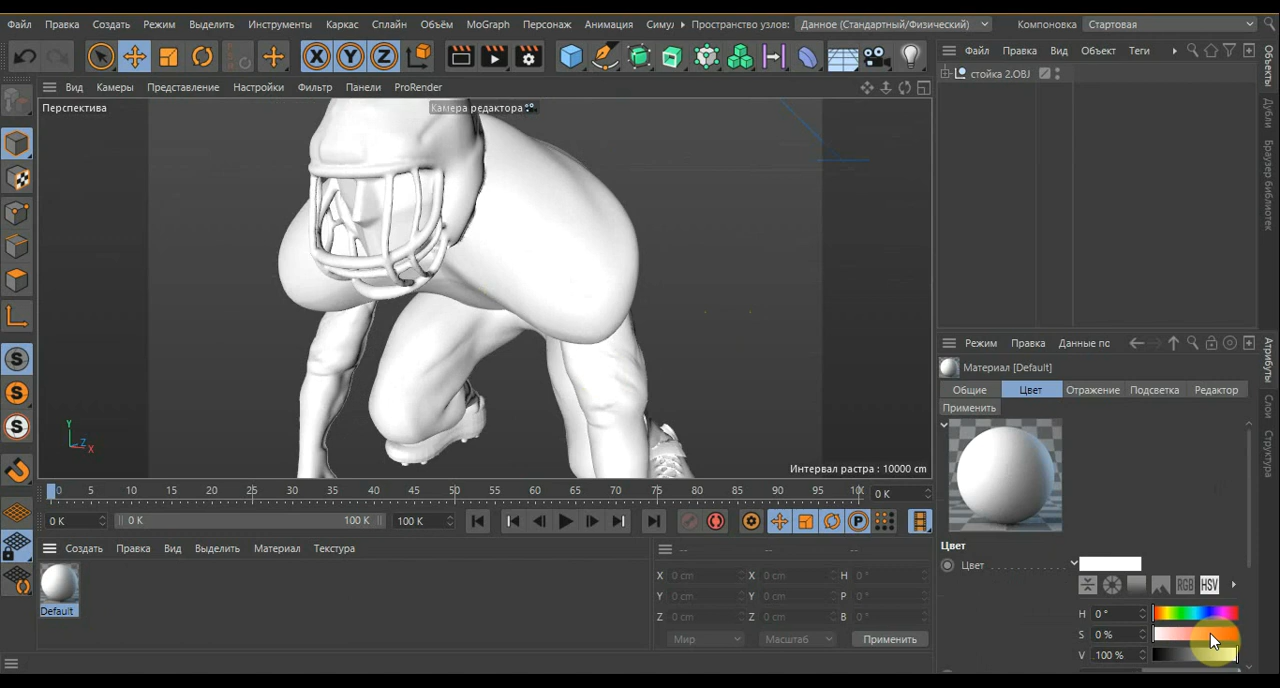 Файл Правка Создать Режим Выделить Инструменты Каркас Сплайн Объём MoGraph Персонаж Анимация Симу Пространство узлов: Данное (Стандартный/Физический) Компоновка Стартовая
X Y Z Файл Правка Вид Объект Теги
стойка 2.OBJ
Вид Камеры Представление Настройки Фильтр Панели ProRender
Перспектива Камера редактора
Объекты
Дубли
Браузер библиотек
Режим Правка Данные пс
Материал [Default]
Общие Цвет Отражение Подсветка Редактор
Применить
Атрибуты
Слои
Структура
S
S
S
Y
Z
X
Интервал растра : 10000 cm
0 5 10 15 20 25 30 35 40 45 50 55 60 65 70 75 80 85 90 95 0 K
0 K 0 K 100 K 100 K P
Создать Правка Вид Выделить Материал Текстура -- -- --
Default
X 0 cm X 0 cm H 0 °
Y 0 cm Y 0 cm P 0 °
Z 0 cm Z 0 cm B 0 °
Мир Масштаб Применить
Цвет
Цвет
RGB HSV
H 0 °
S 0 %
V 100 %